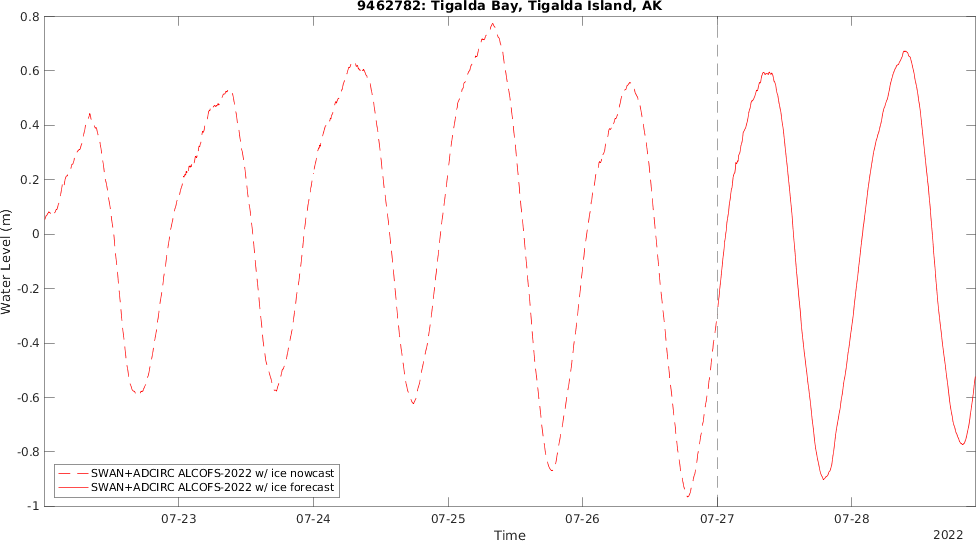 9462782: Tigalda Bay, Tigalda Island, AK
0.8
0.6
0.4
0.2
0
-0.2
-0.4
-0.6
-0.8
-1
Water Level (m)
SWAN+ADCIRC ALCOFS-2022 w/ ice nowcast
SWAN+ADCIRC ALCOFS-2022 w/ ice forecast
07-23 07-24 07-25 07-26 07-27 07-28
Time
2022